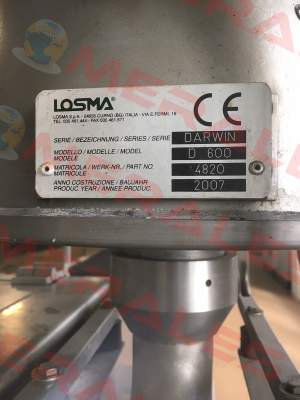 LOSMA
CE
LOSMA S.p.A. - 24035 CURNO (BG) ITALIA - VIA E.FERMI, 16
TEL. 035 461.444 - FAX 035 461.671
SERIE / BEZEICHNUNG / SERIES / SERIE DARWIN
MODELLO / MODELLE / MODEL
MODELE D 600
MATRICOLA / WERK-NR. / PART NO
MATRICULE 4820
ANNO COSTRUZIONE / BAUJAHR
PRODUC. YEAR / ANNEE PRODUC. 2007